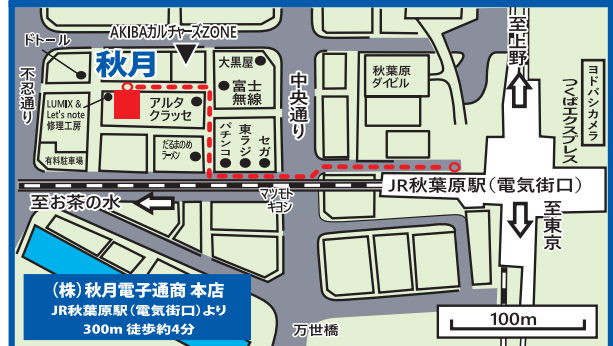 AKIBAカルチャーズZONE
ドトール
秋月
不忍通り
LUMIX &
Let's note
修理工房
アルタ
クラッセ
有料駐車場
だるまのめ
ラーメン
大黒屋
富士
無線
パチンコ
東ラジ
セガ
中央通り
秋葉原
ダイビル
至上野
ヨドバシカメラ
つくばエクスプレス
JR秋葉原駅（電気街口）
至お茶の水
マツモト
キヨシ
至東京
(株)秋月電子通商 本店
JR秋葉原駅(電気街口)より
300m 徒歩約4分
万世橋
100m